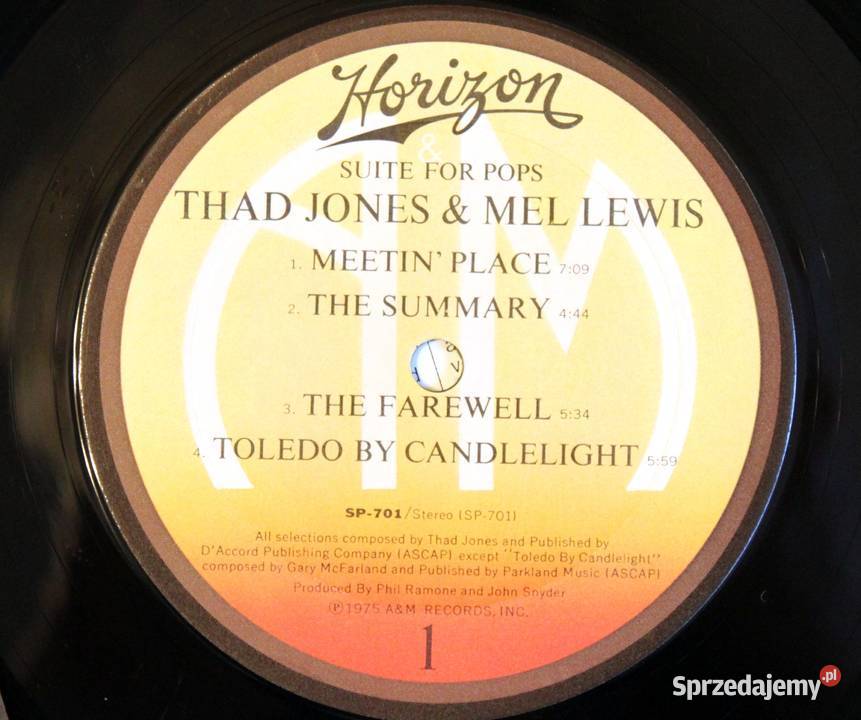 Horizon
&
SUITE FOR POPS
THAD JONES & MEL LEWIS
1. MEETIN' PLACE 7:09
2. THE SUMMARY 4:44
3. THE FAREWELL 5:34
4. TOLEDO BY CANDLELIGHT 5:59
SP-701/Stereo (SP-701)
All selections composed by Thad Jones and Published by
D'Accord Publishing Company (ASCAP) except "Toledo By Candlelight"
composed by Gary McFarland and Published by Parkland Music (ASCAP)
Produced By Phil Ramone and John Snyder
℗1975 A&M RECORDS, INC.
1
Sprzedajemy.pl